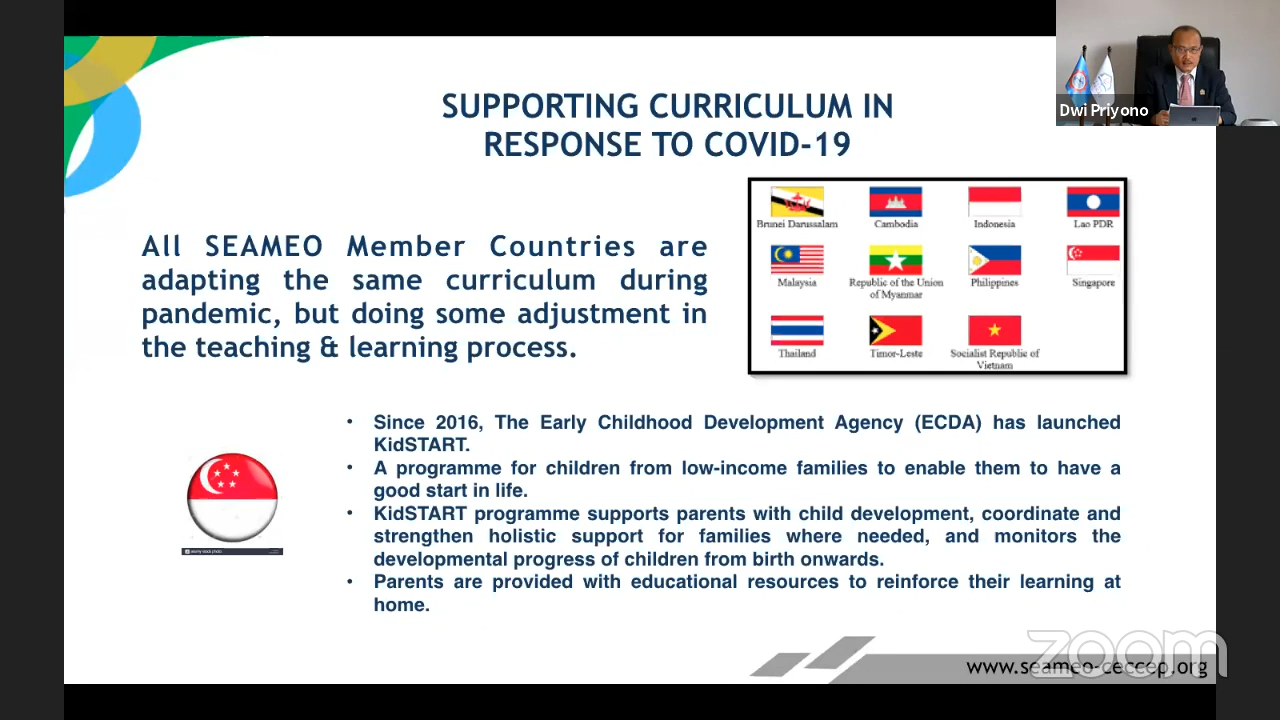 SUPPORTING CURRICULUM IN
RESPONSE TO COVID-19
Dwi Priyono
All SEAMEO Member Countries are
adapting the same curriculum during
pandemic, but doing some adjustment in
the teaching & learning process.
Brunei Darussalam
Cambodia
Indonesia
Lao PDR
Malaysia
Republic of the Union
of Myanmar
Philippines
Singapore
Thailand
Timor-Leste
Socialist Republic of
Vietnam
• Since 2016, The Early Childhood Development Agency (ECDA) has launched
KidSTART.
• A programme for children from low-income families to enable them to have a
good start in life.
• KidSTART programme supports parents with child development, coordinate and
strengthen holistic support for families where needed, and monitors the
developmental progress of children from birth onwards.
• Parents are provided with educational resources to reinforce their learning at
home.
zoom
www.seameo-ceccep.org